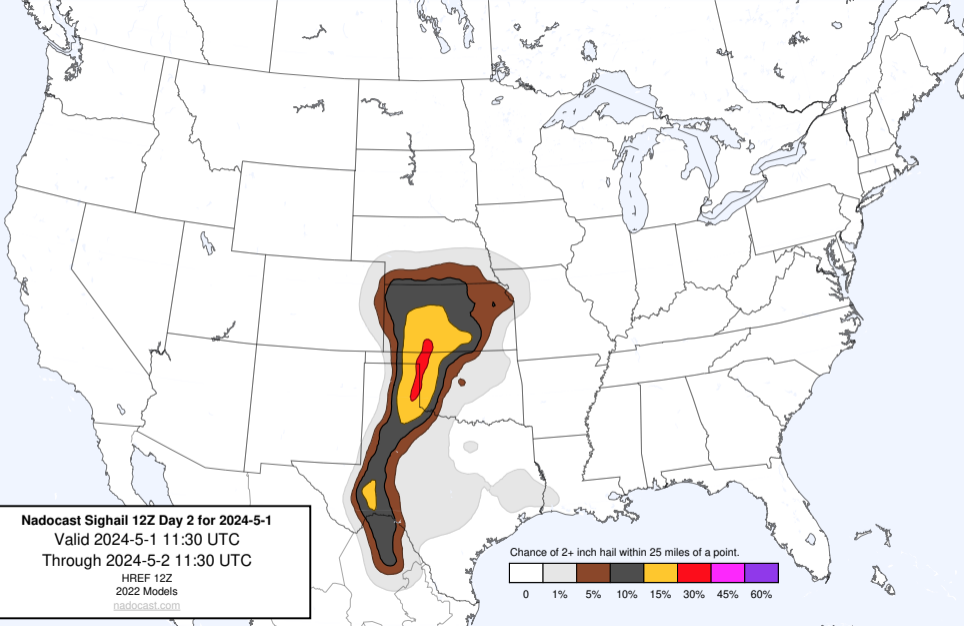 Nadocast Sighail 12Z Day 2 for 2024-5-1
Valid 2024-5-1 11:30 UTC
Through 2024-5-2 11:30 UTC
HREF 12Z
2022 Models
nadocast.com
Chance of 2+ inch hail within 25 miles of a point.
0 1% 5% 10% 15% 30% 45% 60%